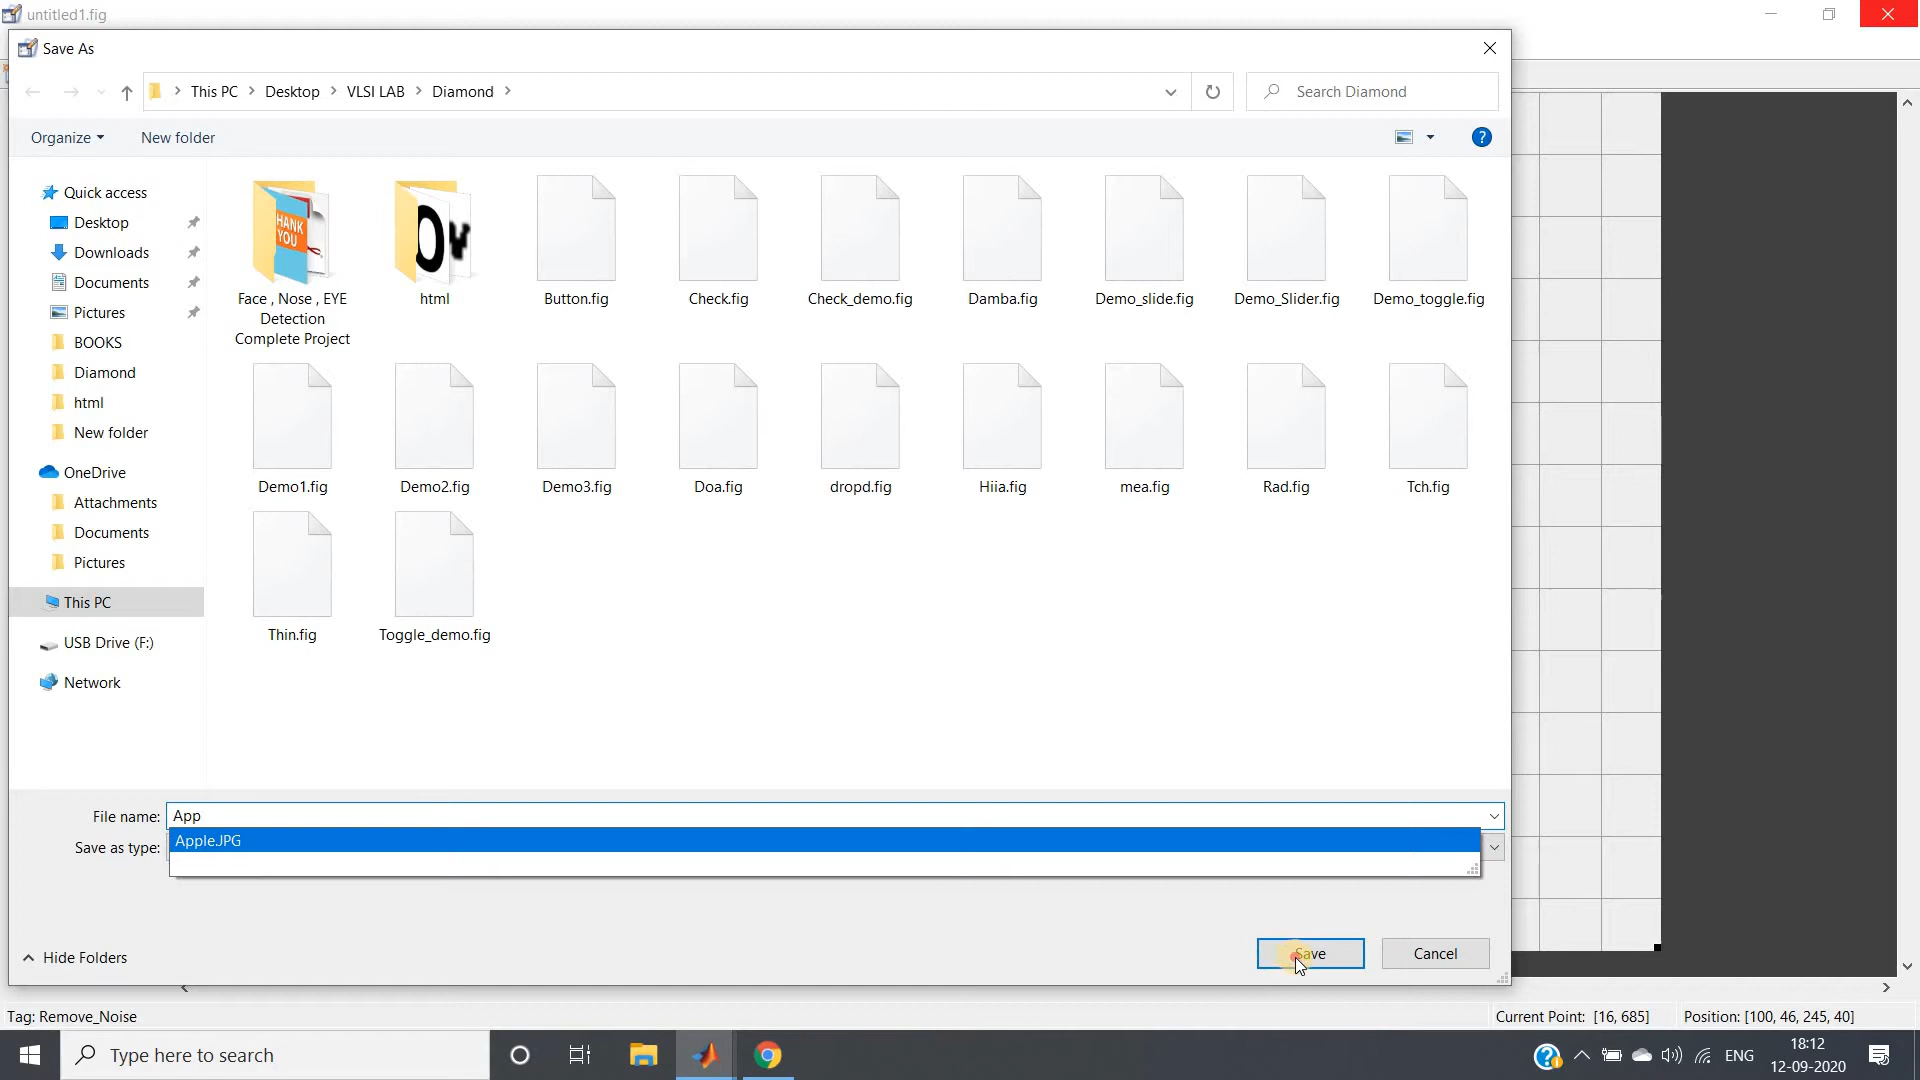 untitled1.fig
Save As
This PC > Desktop > VLSI LAB > Diamond >
Search Diamond
Organize
New folder
?
Quick access
Desktop
Downloads
Documents
Pictures
BOOKS
Diamond
html
New folder
OneDrive
Attachments
Documents
Pictures
This PC
USB Drive (F:)
Network
HANK
YOU
Ov
Face , Nose , EYE
Detection
Complete Project
html
Button.fig
Check.fig
Check_demo.fig
Damba.fig
Demo_slide.fig
Demo_Slider.fig
Demo_toggle.fig
Demo1.fig
Demo2.fig
Demo3.fig
Doa.fig
dropd.fig
Hiia.fig
mea.fig
Rad.fig
Tch.fig
Thin.fig
Toggle_demo.fig
File name: App
Apple.JPG
Save as type:
Hide Folders
Save
Cancel
Tag: Remove_Noise
Current Point: [16, 685]
Position: [100, 46, 245, 40]
Type here to search
ENG
18:12
12-09-2020